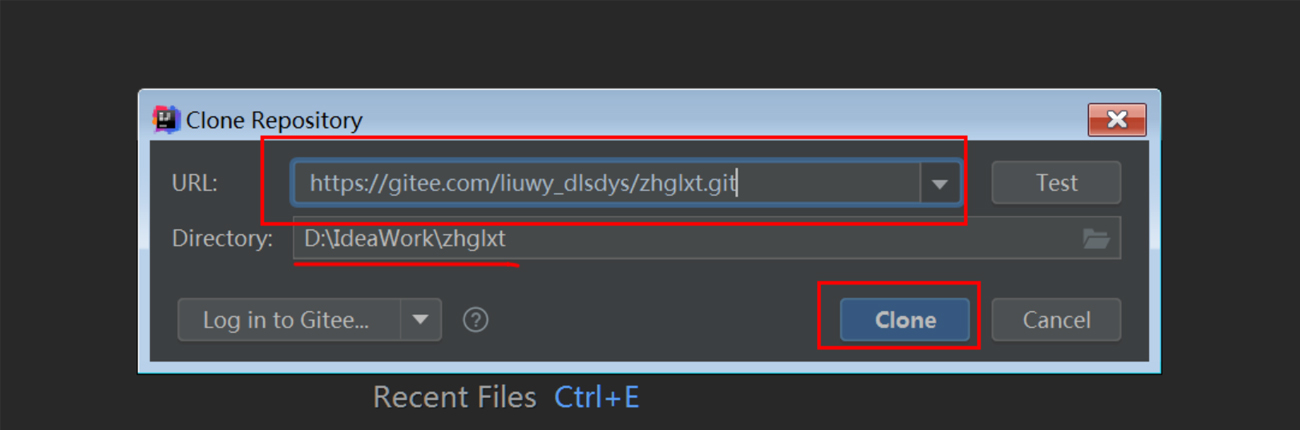 Clone Repository
URL: https://gitee.com/liuwy_dlsdys/zhglxt.git Test
Directory: D:\IdeaWork\zhglxt
Log in to Gitee... ? Clone Cancel
Recent Files Ctrl+E